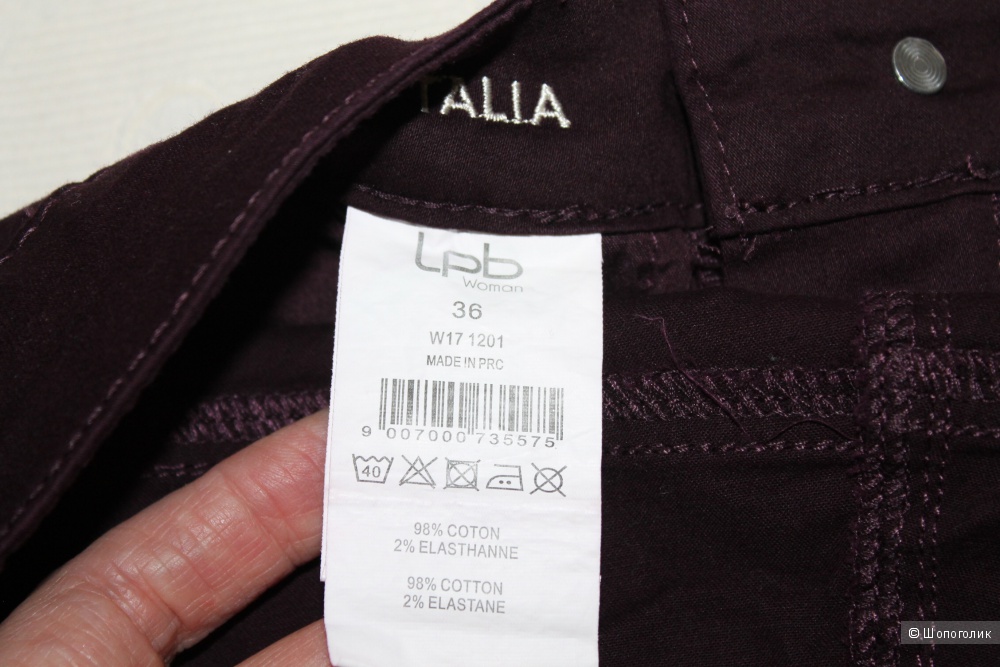 TALIA
Lpb
Woman
36
W17 1201
MADE IN PRC
9 007000 735575
40
98% COTON
2% ELASTHANNE
98% COTTON
2% ELASTANE
© Шопоголик